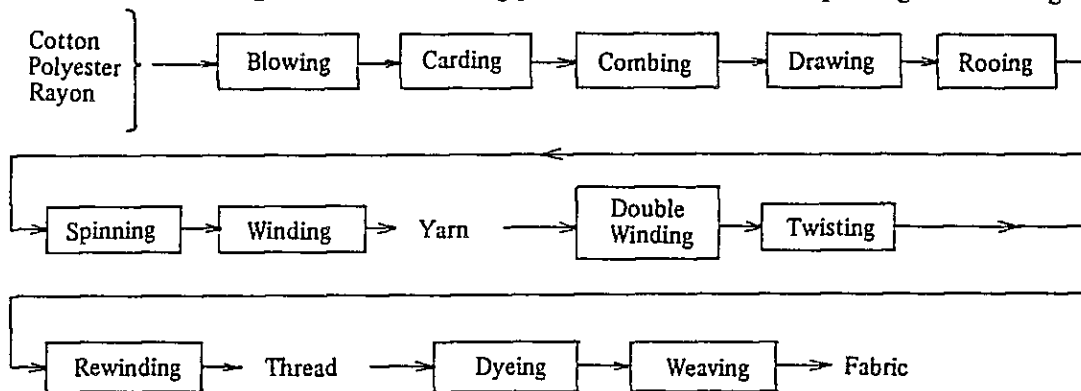 Cotton
Polyester
Rayon
Blowing
Carding
Combing
Drawing
Rooing
Spinning
Winding
Yarn
Double
Winding
Twisting
Rewinding
Thread
Dyeing
Weaving
Fabric